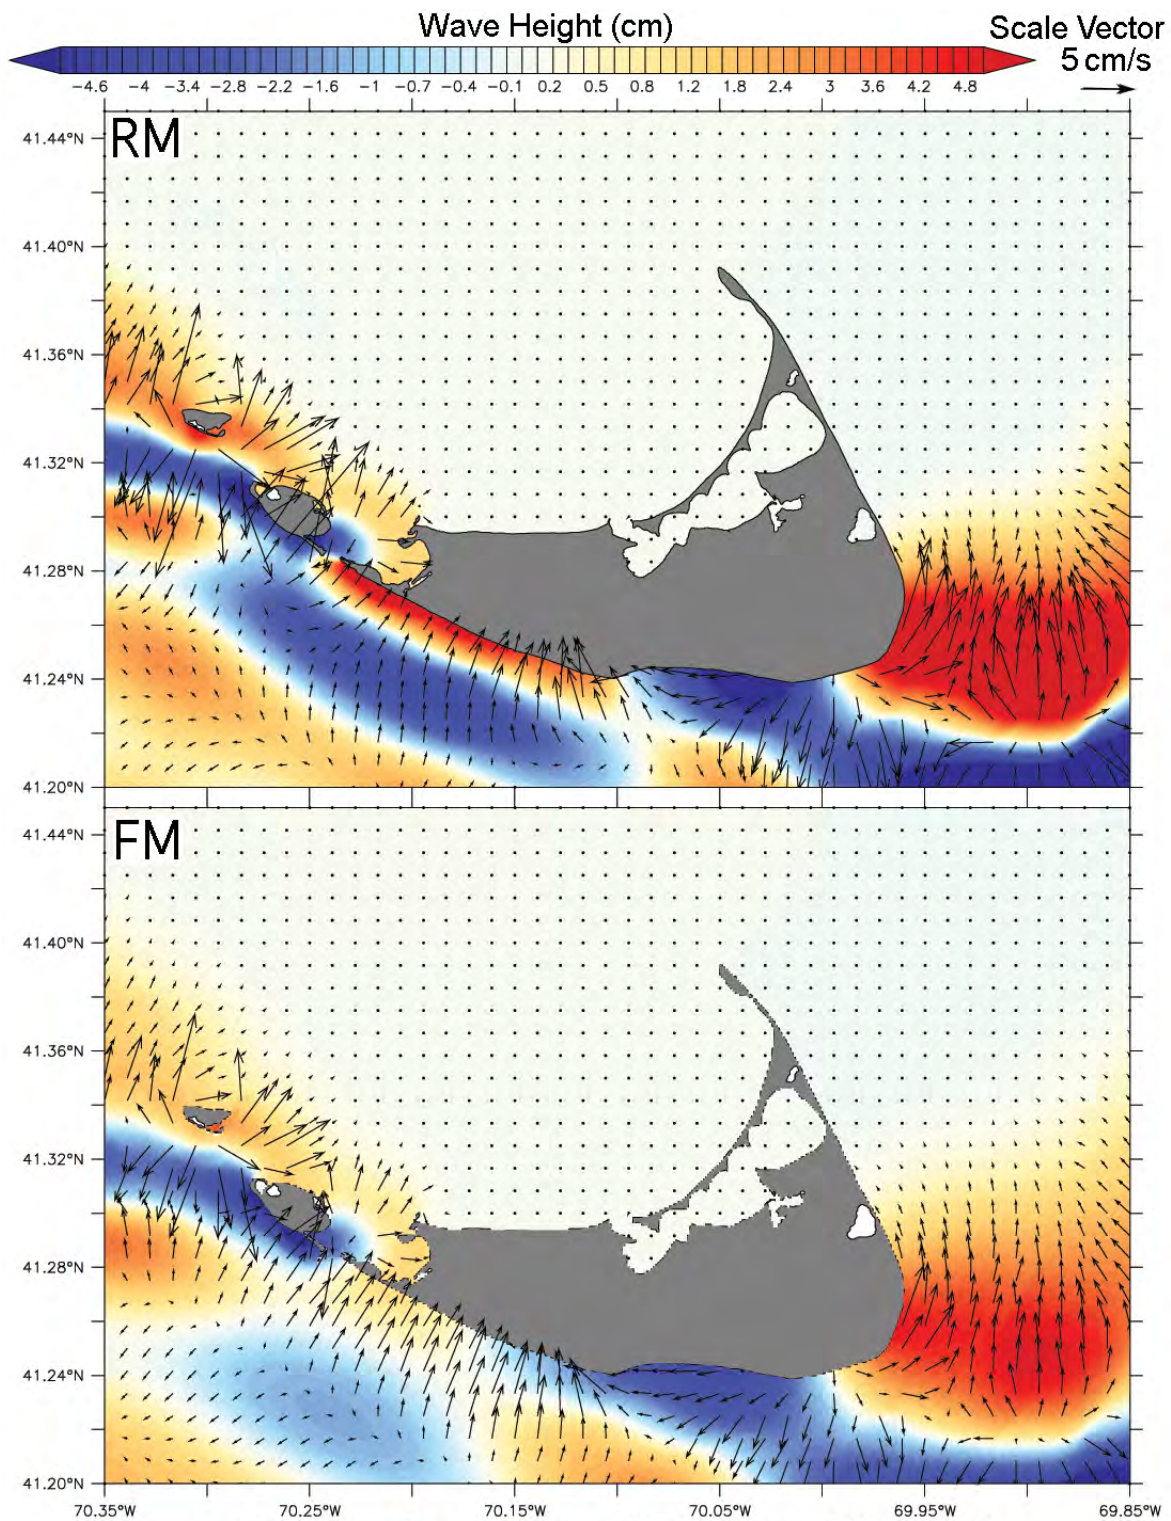 Wave Height (cm)
Scale Vector
5 cm/s
-4.6 -4 -3.4 -2.8 -2.2 -1.6 -1 -0.7 -0.4 -0.1 0.2 0.5 0.8 1.2 1.8 2.4 3 3.6 4.2 4.8
RM
41.44°N
41.40°N
41.36°N
41.32°N
41.28°N
41.24°N
41.20°N
FM
41.44°N
41.40°N
41.36°N
41.32°N
41.28°N
41.24°N
41.20°N
70.35°W 70.25°W 70.15°W 70.05°W 69.95°W 69.85°W